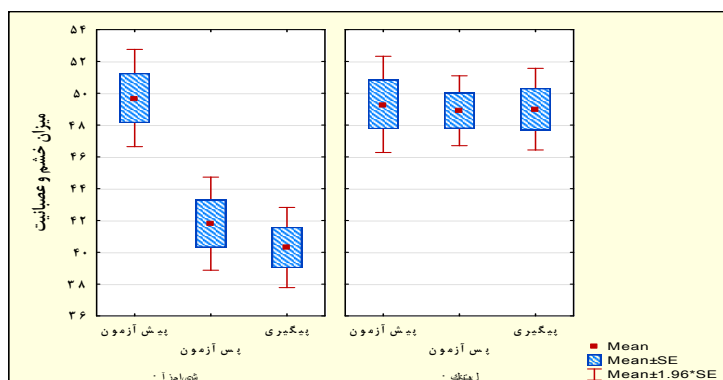 میزان خشم و عصبانیت
۵۴
۵۲
۵۰
۴۸
۴۶
۴۴
۴۲
۴۰
۳۸
۳۶
پیش آزمون
پس آزمون
پیگیری
پیش آزمون
پس آزمون
پیگیری
Mean
Mean±SE
Mean±1.96*SE